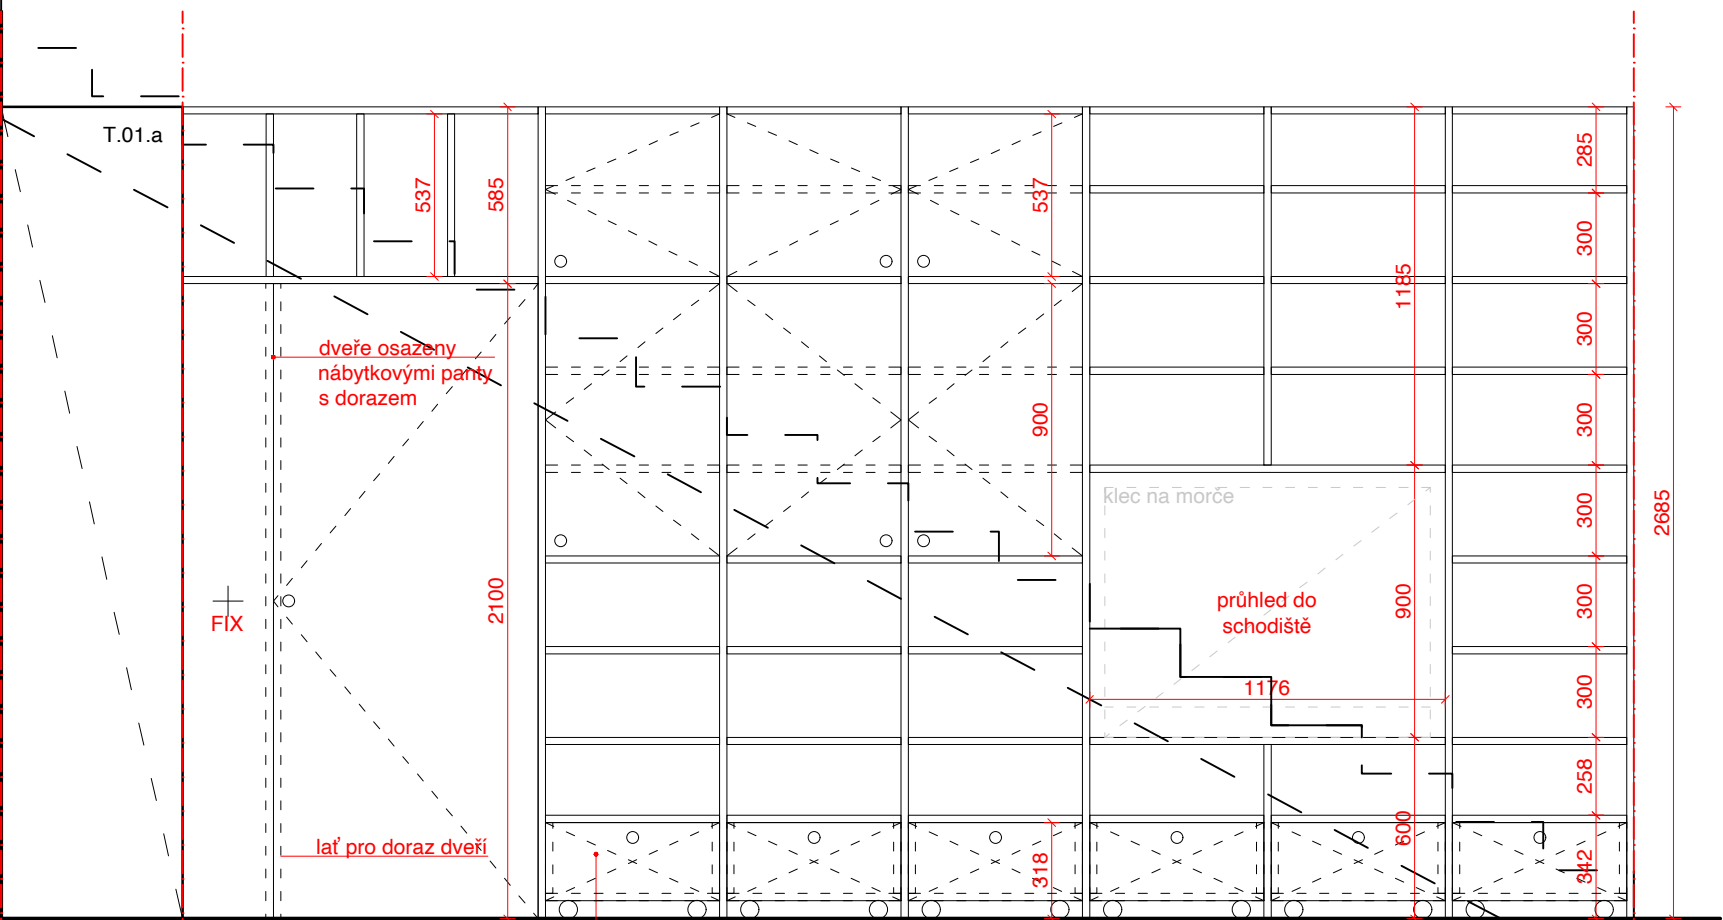 T.01.a
537
585
537
1185
285
300
300
300
300
300
300
258
342
2685
dveře osazeny
nábytkovými panty
s dorazem
900
klec na morče
2100
FIX
průhled do
schodiště
900
1176
lať pro doraz dveří
318
600